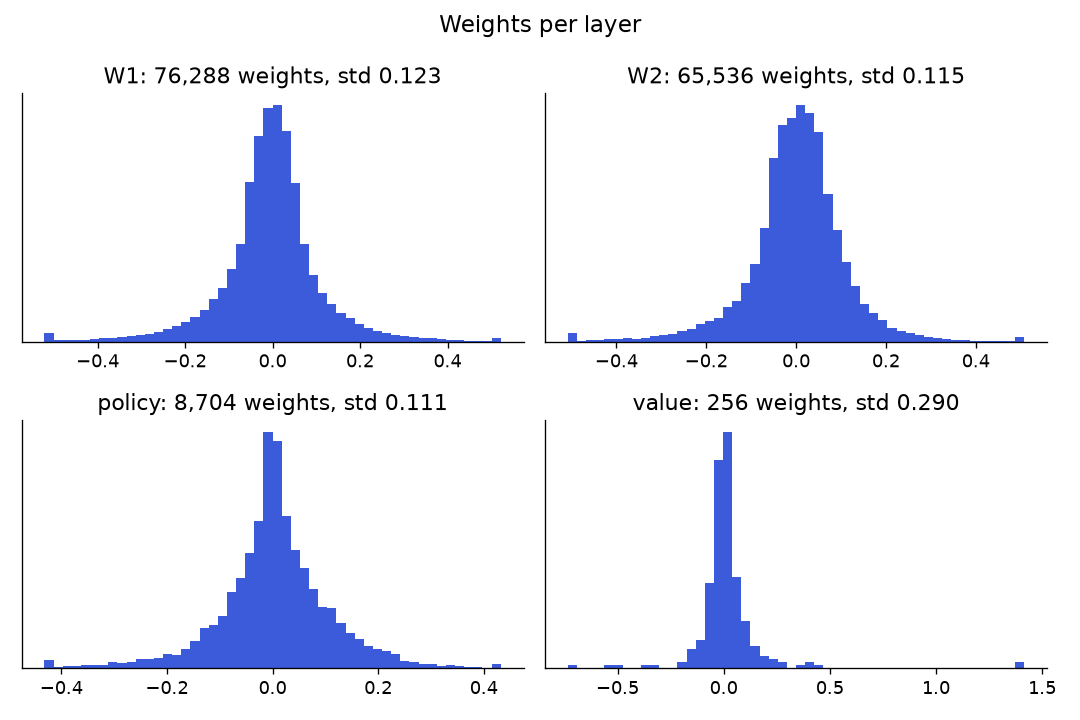 Weights per layer
W1: 76,288 weights, std 0.123
W2: 65,536 weights, std 0.115
−0.4 −0.2 0.0 0.2 0.4
−0.4 −0.2 0.0 0.2 0.4
policy: 8,704 weights, std 0.111
value: 256 weights, std 0.290
−0.4 −0.2 0.0 0.2 0.4
−0.5 0.0 0.5 1.0 1.5